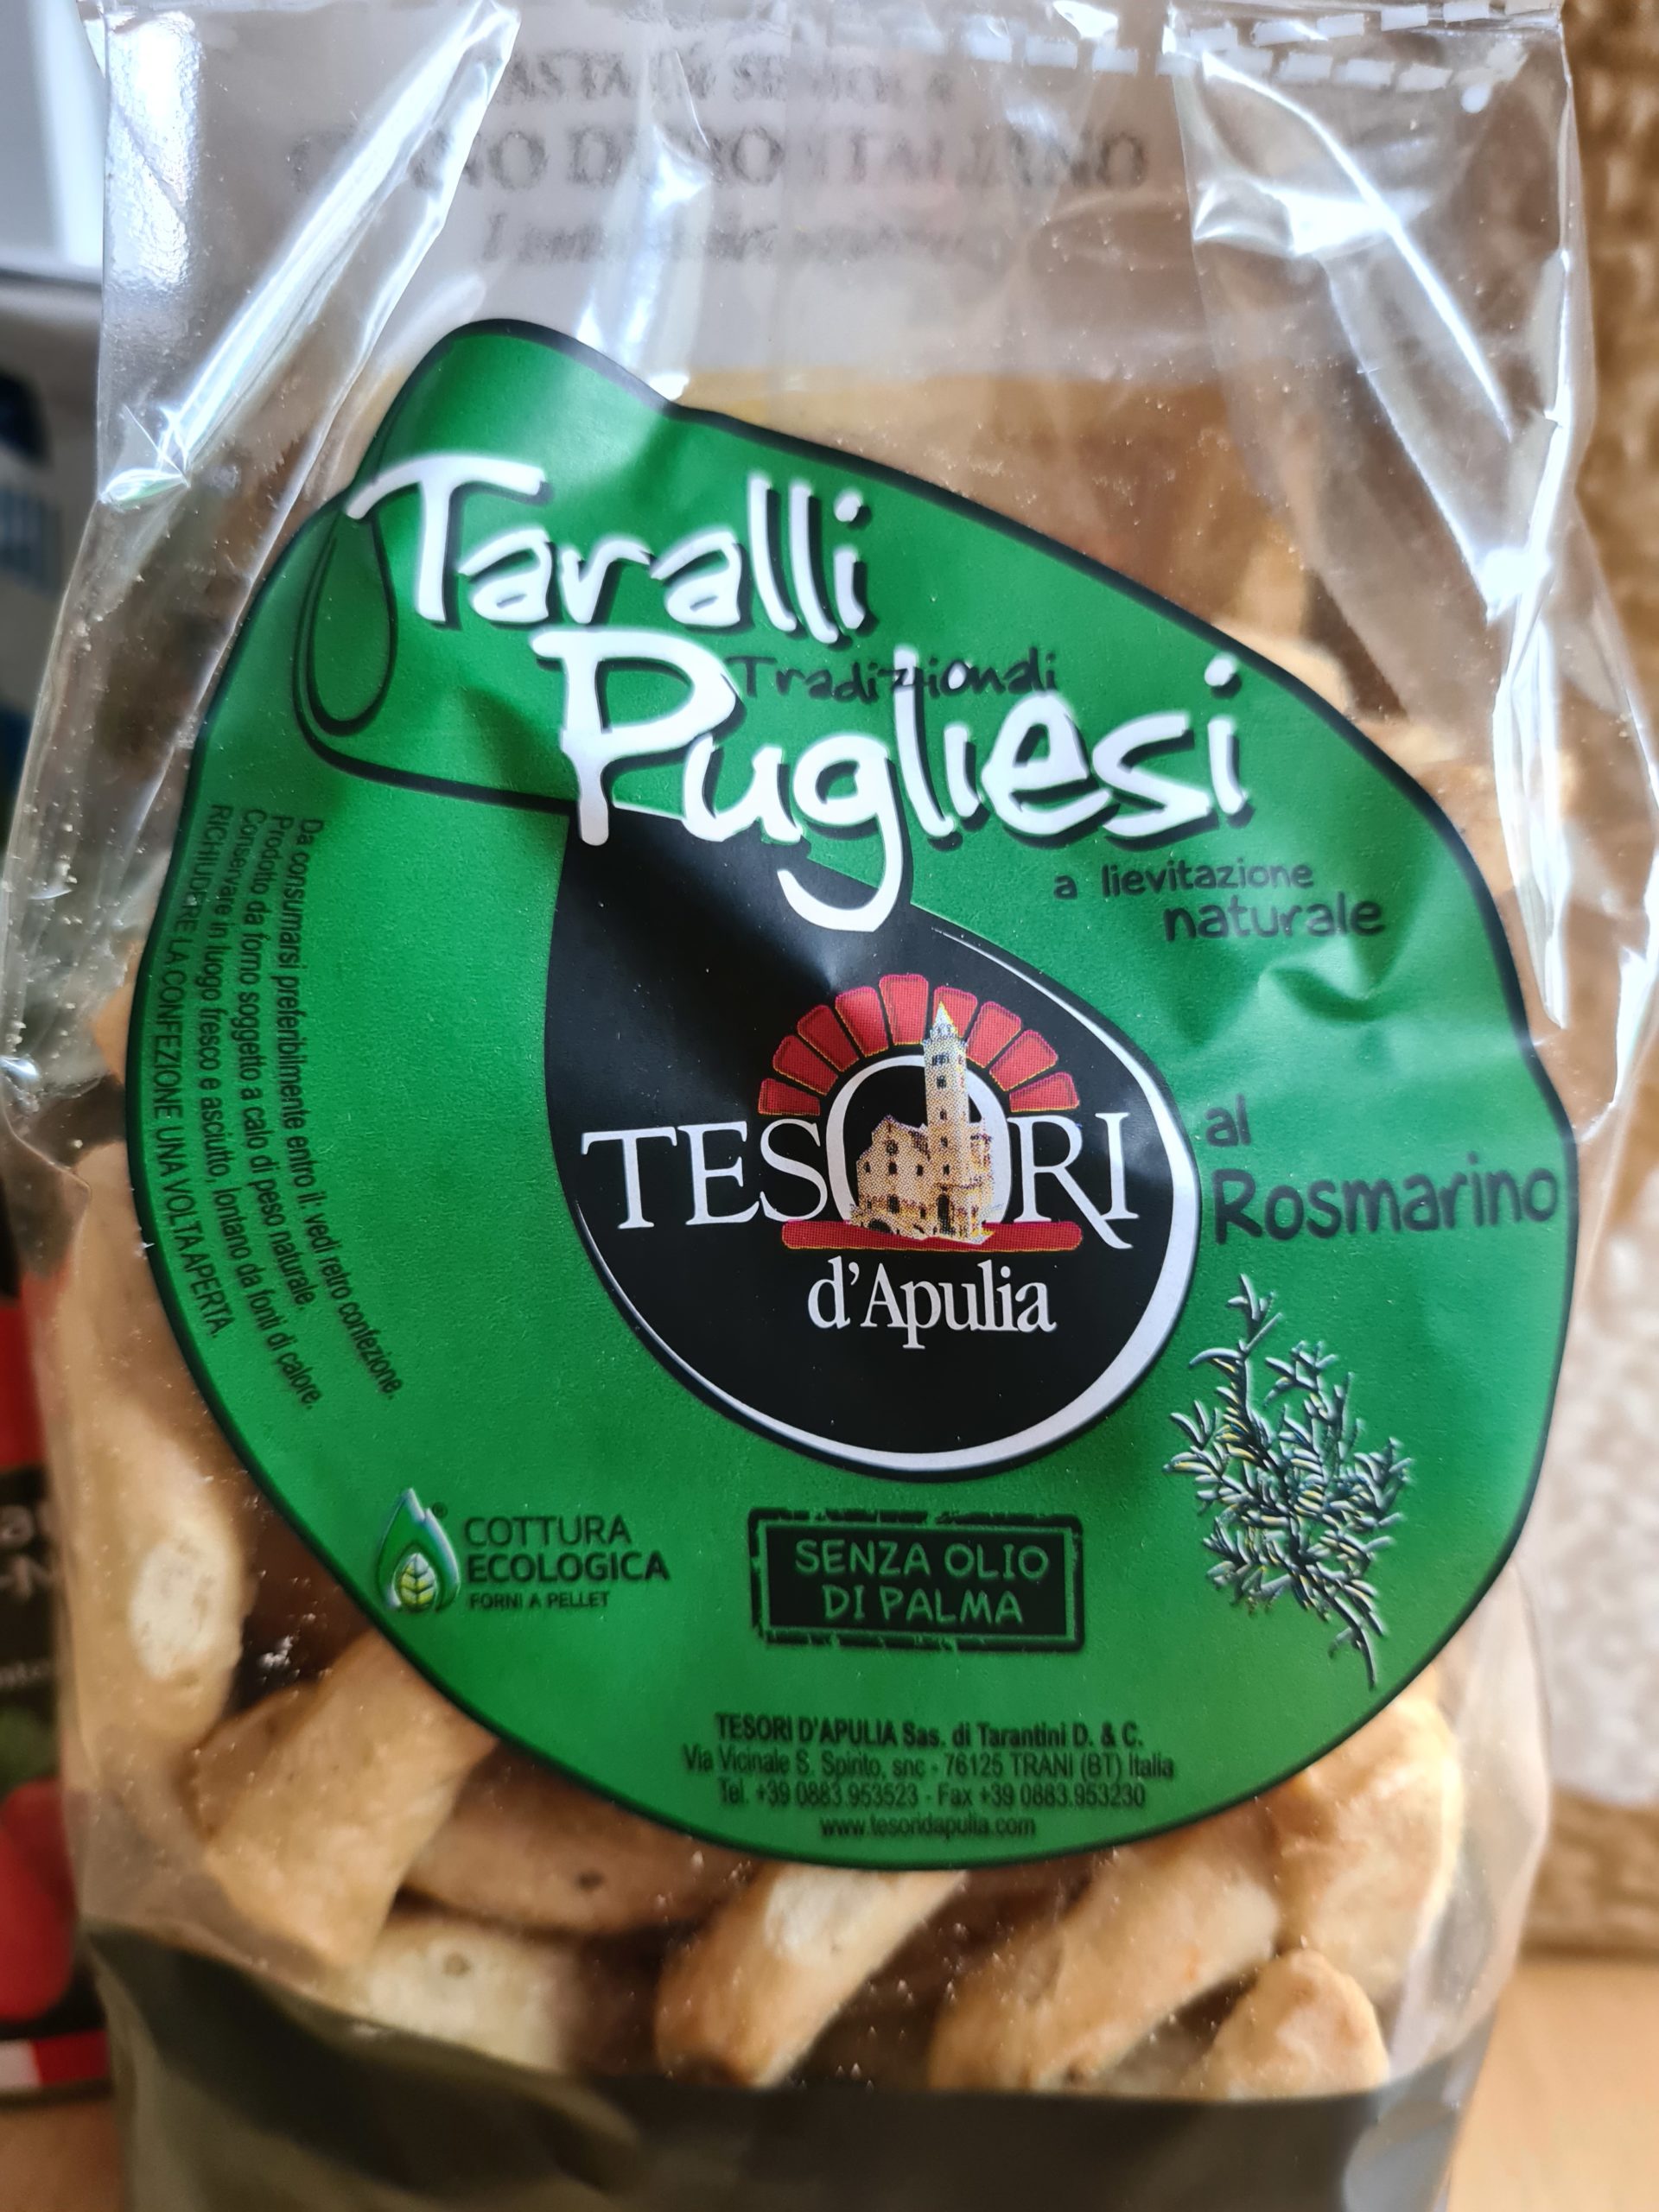 GRANO DURO ITALIANO
Taralli
Tradizionali
Pugliesi
a lievitazione
naturale
TESORI
d'Apulia
al
Rosmarino
Da consumarsi preferibilmente entro il: vedi retro confezione.
Prodotto da forno soggetto a calo di peso naturale.
Conservare in luogo fresco e asciutto, lontano da fonti di calore.
RICHIUDERE LA CONFEZIONE UNA VOLTA APERTA.
COTTURA
ECOLOGICA
FORNI A PELLET
SENZA OLIO
DI PALMA
TESORI D'APULIA Sas. di Tarantini D. & C.
Via Vicinale S. Spirito, snc - 76125 TRANI (BT) Italia
Tel. +39 0883 953523 - Fax +39 0883.953230
www.tesoridapulia.com